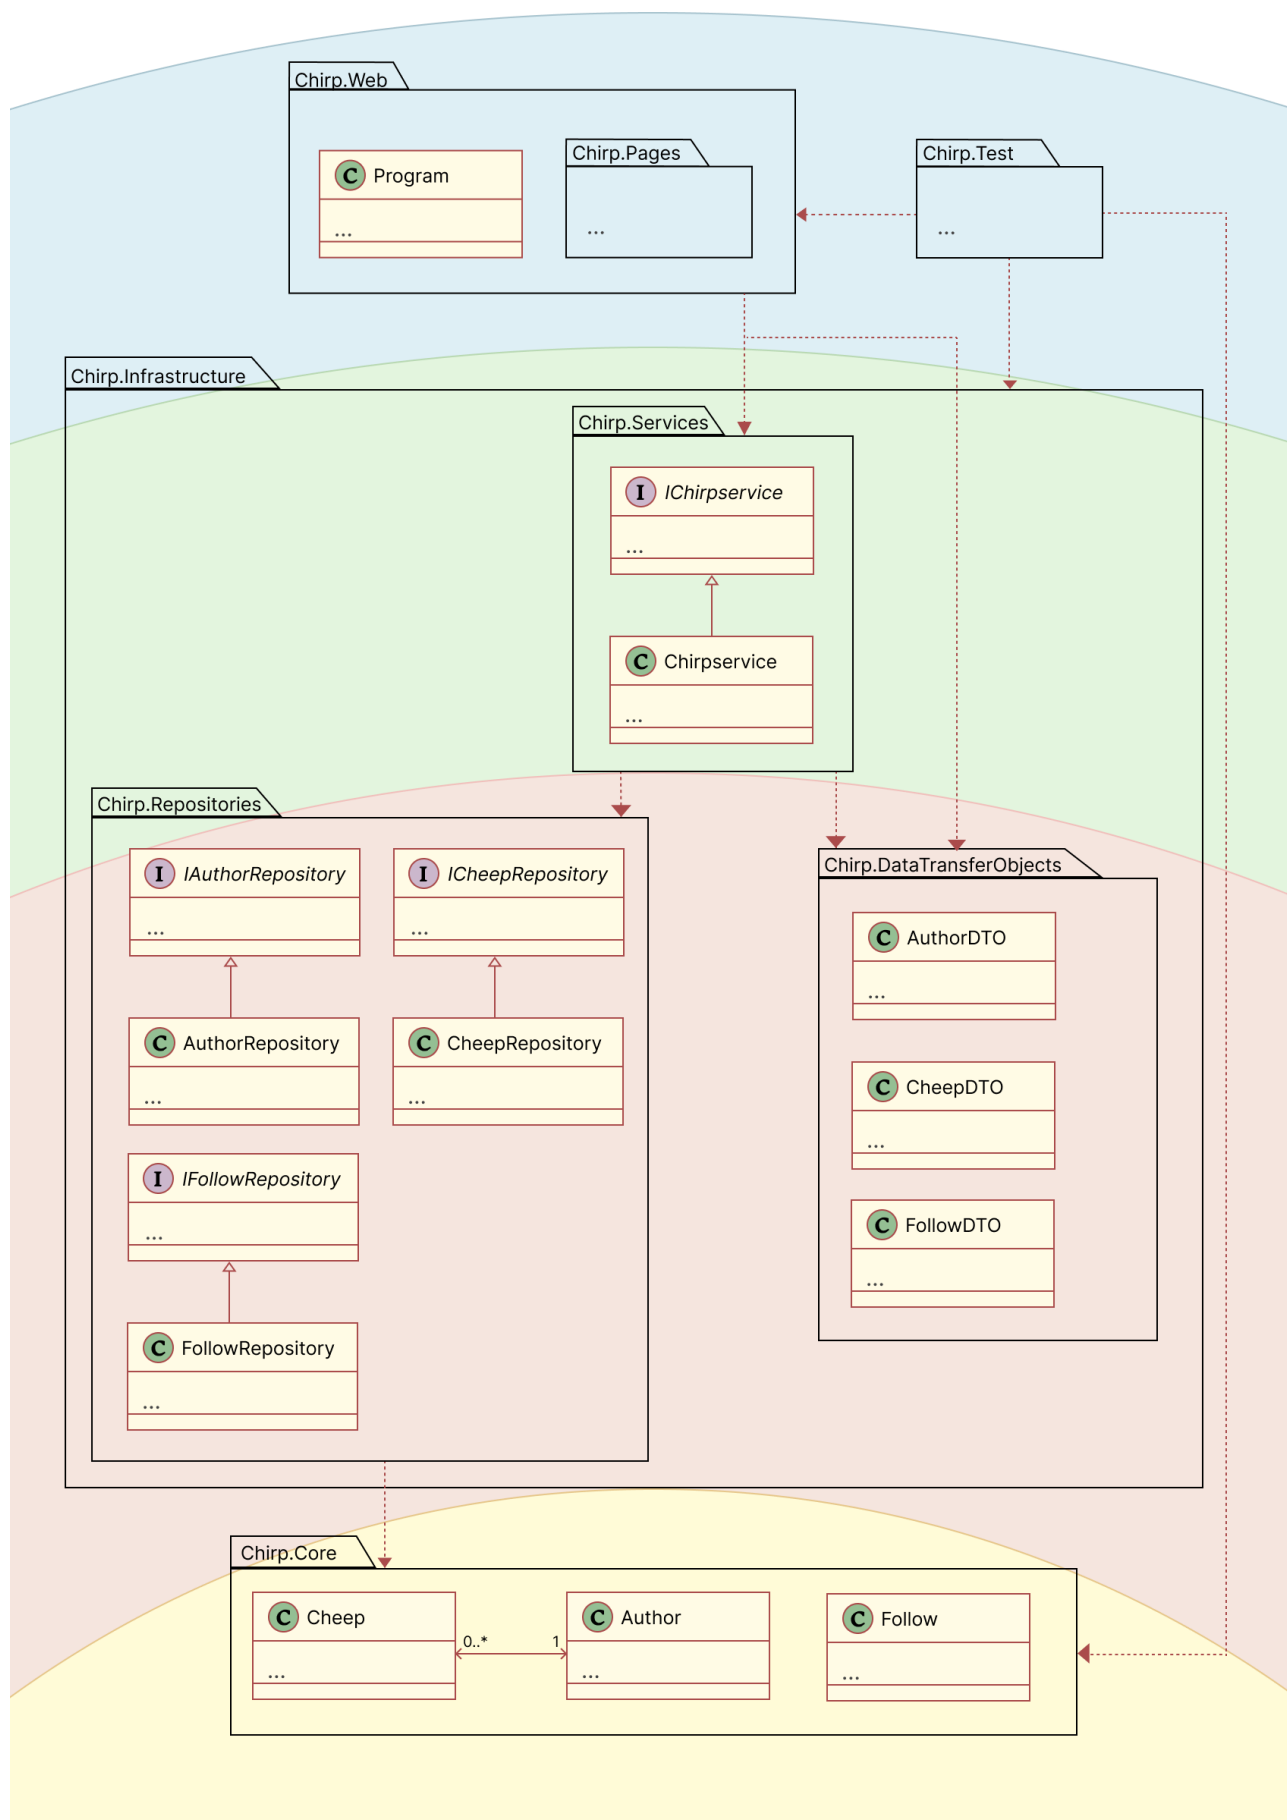 Chirp.Web
C Program
...
Chirp.Pages
...
Chirp.Test
...
Chirp.Infrastructure
Chirp.Services
I IChirpservice
...
C Chirpservice
...
Chirp.Repositories
I IAuthorRepository
...
I ICheepRepository
...
C AuthorRepository
...
C CheepRepository
...
I IFollowRepository
...
C FollowRepository
...
Chirp.DataTransferObjects
C AuthorDTO
...
C CheepDTO
...
C FollowDTO
...
Chirp.Core
C Cheep
...
0..*
1
C Author
...
C Follow
...